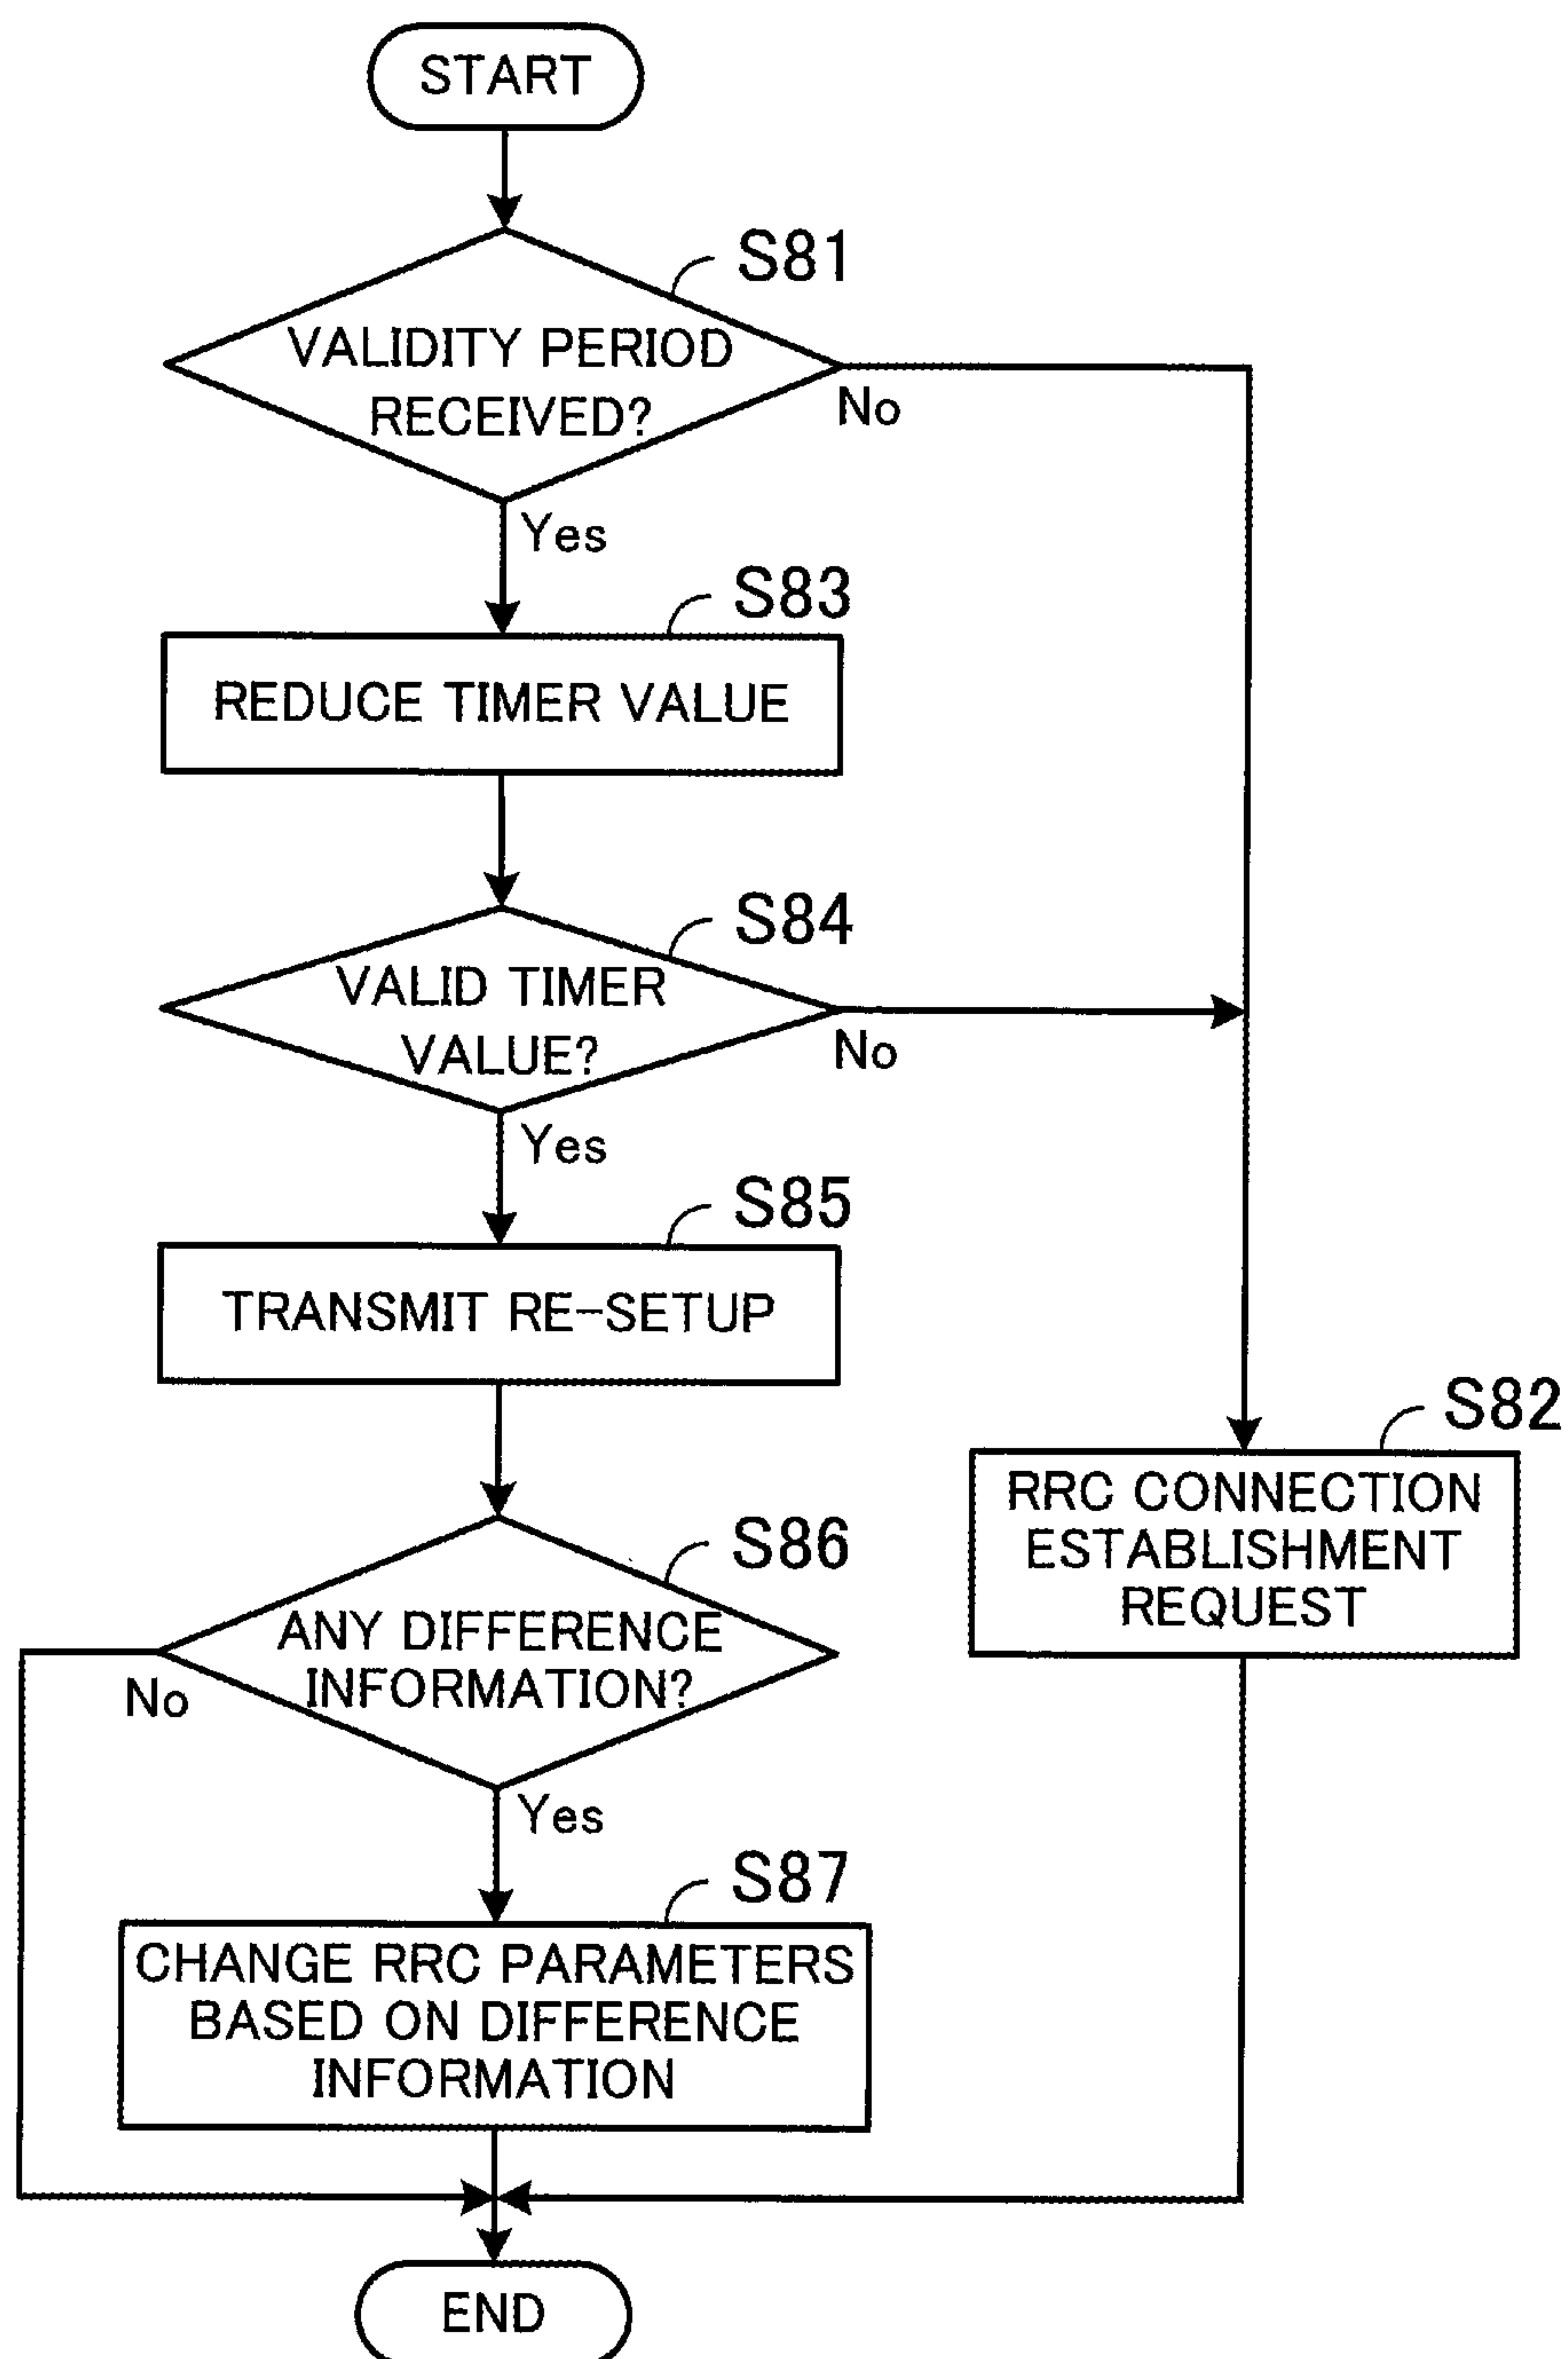 START
S81
VALIDITY PERIOD
RECEIVED?
No
Yes
S83
REDUCE TIMER VALUE
S84
VALID TIMER
VALUE?
No
Yes
S85
TRANSMIT RE-SETUP
S82
RRC CONNECTION
ESTABLISHMENT
REQUEST
S86
ANY DIFFERENCE
INFORMATION?
No
Yes
S87
CHANGE RRC PARAMETERS
BASED ON DIFFERENCE
INFORMATION
END